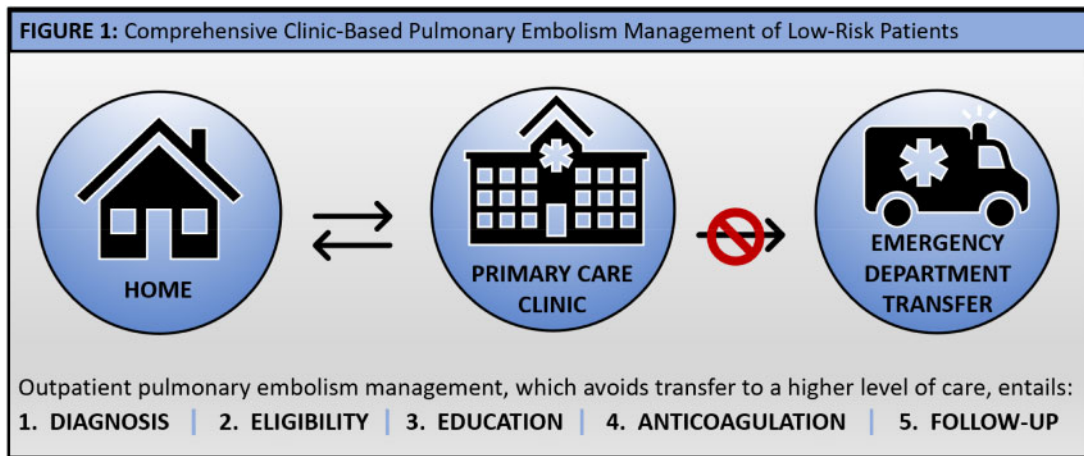 FIGURE 1: Comprehensive Clinic-Based Pulmonary Embolism Management of Low-Risk Patients
HOME
PRIMARY CARE
CLINIC
EMERGENCY
DEPARTMENT
TRANSFER
Outpatient pulmonary embolism management, which avoids transfer to a higher level of care, entails:
1. DIAGNOSIS | 2. ELIGIBILITY | 3. EDUCATION | 4. ANTICOAGULATION | 5. FOLLOW-UP